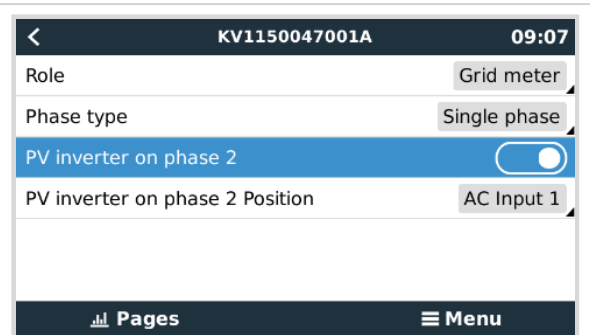 KV1150047001A 09:07
Role Grid meter
Phase type Single phase
PV inverter on phase 2
PV inverter on phase 2 Position AC Input 1
Pages Menu